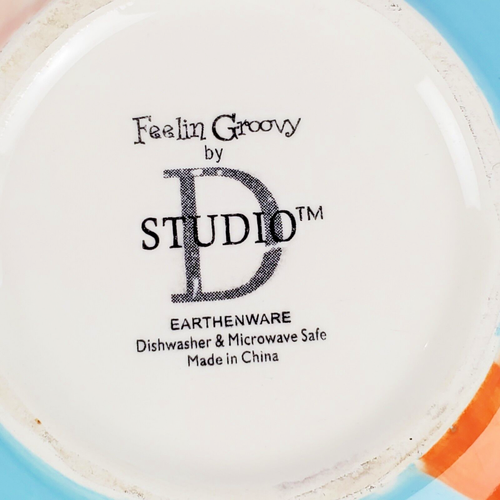 Feelin Groovy
by
D
STUDIO™
EARTHENWARE
Dishwasher & Microwave Safe
Made in China